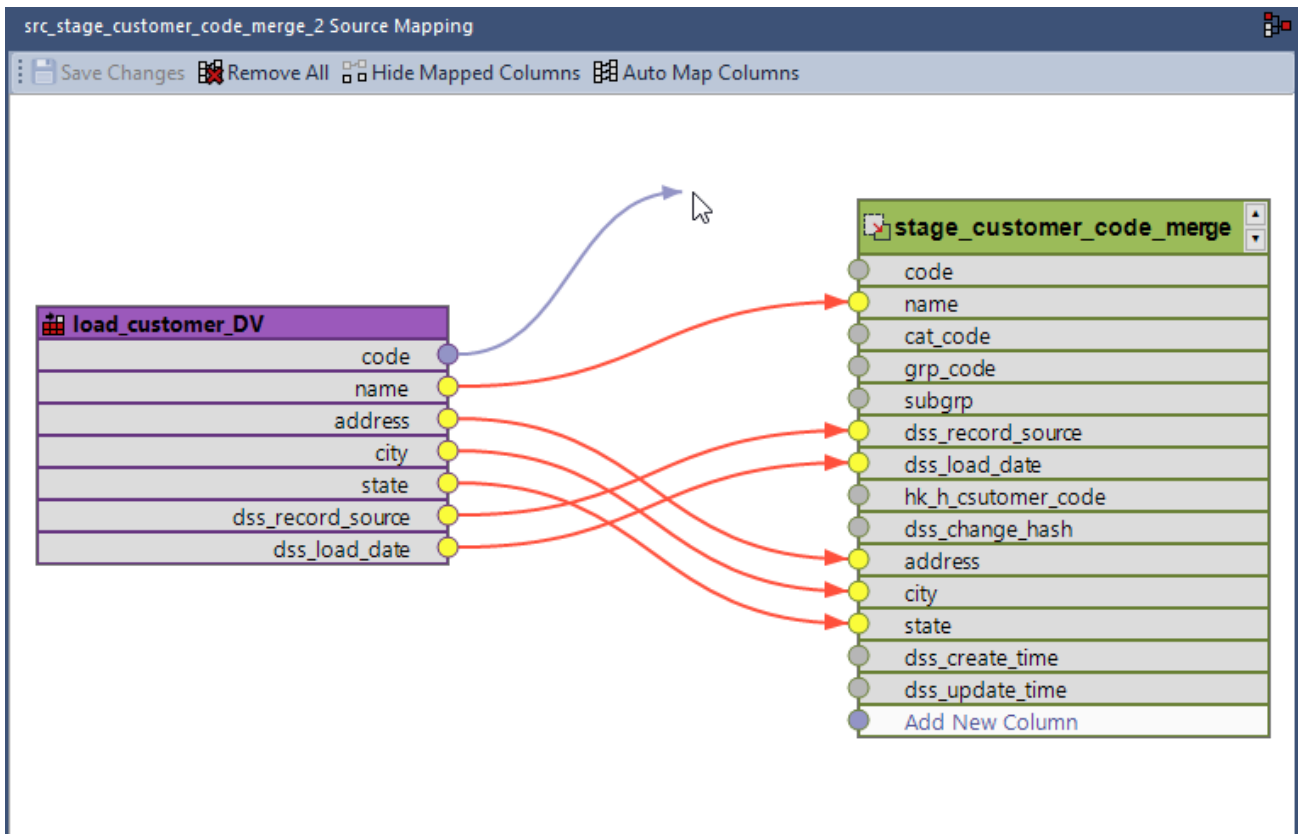 src_stage_customer_code_merge_2 Source Mapping
Save Changes Remove All Hide Mapped Columns Auto Map Columns
load_customer_DV
code
name
address
city
state
dss_record_source
dss_load_date
stage_customer_code_merge
code
name
cat_code
grp_code
subgrp
dss_record_source
dss_load_date
hk_h_csutomer_code
dss_change_hash
address
city
state
dss_create_time
dss_update_time
Add New Column